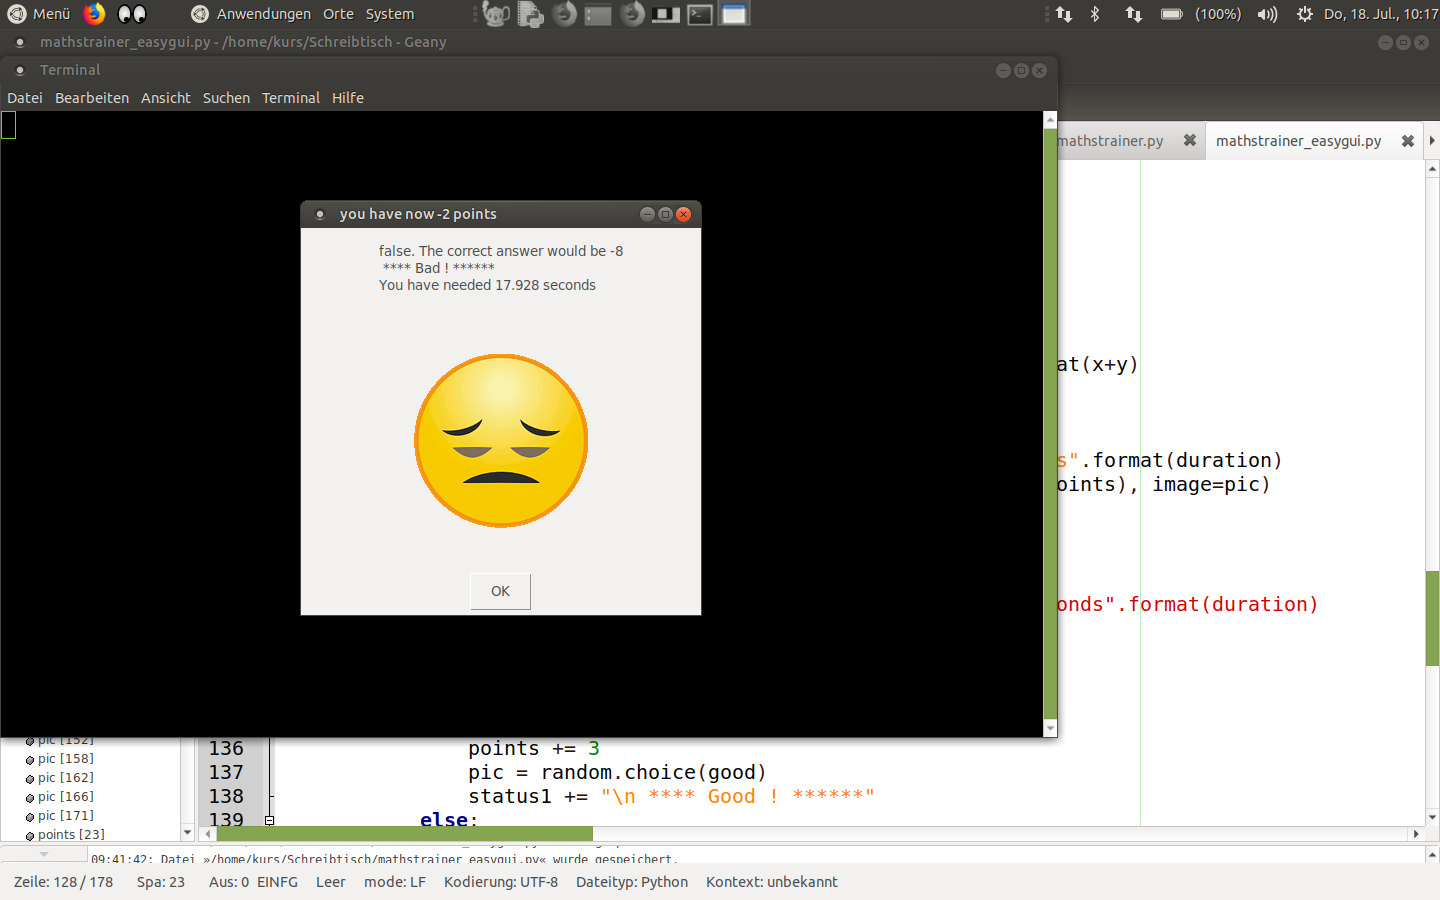 Menü Anwendungen Orte System (100%) Do, 18. Jul., 10:17
mathstrainer_easygui.py - /home/kurs/Schreibtisch - Geany
Terminal
Datei Bearbeiten Ansicht Suchen Terminal Hilfe
mathstrainer.py mathstrainer_easygui.py
you have now -2 points
false. The correct answer would be -8
**** Bad ! ******
You have needed 17.928 seconds
OK
at(x+y)
s".format(duration)
oints), image=pic)
onds".format(duration)
pic [152]
pic [158]
pic [162]
pic [166]
pic [171]
points [23]
136 points += 3
137 pic = random.choice(good)
138 status1 += "\n **** Good ! ******"
139 else:
09:41:42: Datei »/home/kurs/Schreibtisch/mathstrainer_easygui.py« wurde gespeichert.
Zeile: 128 / 178 Spa: 23 Aus: 0 EINFG Leer mode: LF Kodierung: UTF-8 Dateityp: Python Kontext: unbekannt